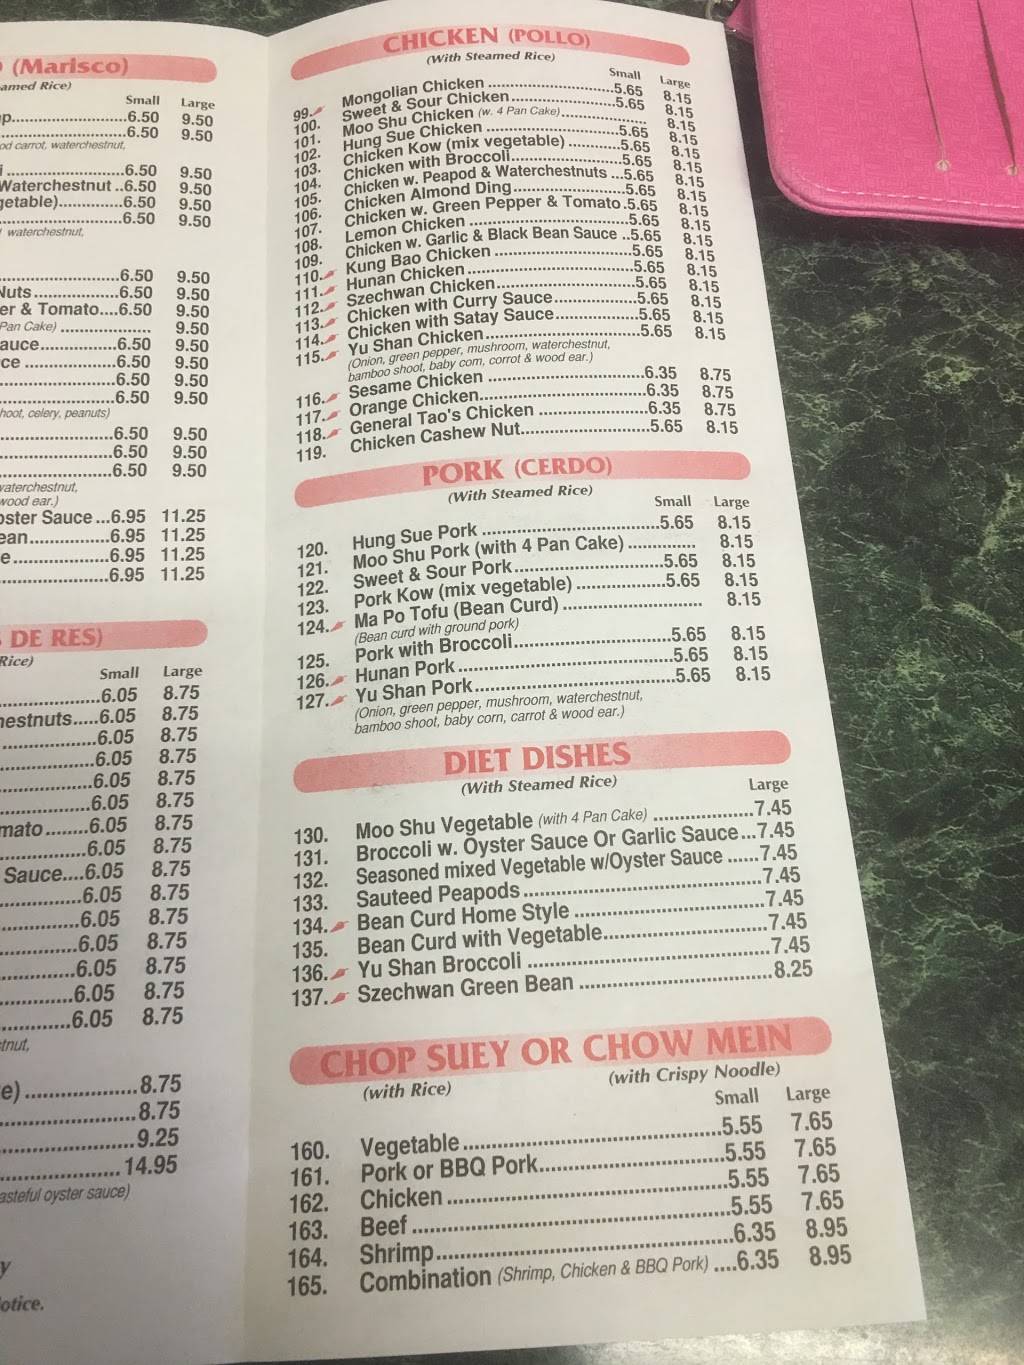 (Marisco)
amed Rice)
Small Large
p..............................6.50 9.50
..............................6.50 9.50
od carrot, waterchestnut,
i..............................6.50 9.50
Waterchestnut ..6.50 9.50
getable)................6.50 9.50
..............................6.50 9.50
waterchestnut,
..............................6.50 9.50
Nuts......................6.50 9.50
er & Tomato....6.50 9.50
Pan Cake) ................... 9.50
auce....................6.50 9.50
ce ........................6.50 9.50
..............................6.50 9.50
..............................6.50 9.50
hoot, celery, peanuts)
..............................6.50 9.50
..............................6.50 9.50
..............................6.50 9.50
waterchestnut,
wood ear.)
bster Sauce ...6.95 11.25
ean....................6.95 11.25
e........................6.95 11.25
..............................6.95 11.25
DE RES)
Rice)
Small Large
....................6.05 8.75
hestnuts.....6.05 8.75
....................6.05 8.75
....................6.05 8.75
....................6.05 8.75
....................6.05 8.75
mato ........6.05 8.75
....................6.05 8.75
Sauce....6.05 8.75
....................6.05 8.75
....................6.05 8.75
....................6.05 8.75
....................6.05 8.75
....................6.05 8.75
....................6.05 8.75
tnut,
e) ....................8.75
....................8.75
....................9.25
....................14.95
asteful oyster sauce)
y
otice.
CHICKEN (POLLO)
(With Steamed Rice)
Small Large
99. Mongolian Chicken ..............................5.65 8.15
100. Sweet & Sour Chicken........................5.65 8.15
101. Moo Shu Chicken (w. 4 Pan Cake).................... 8.15
102. Hung Sue Chicken ..............................5.65 8.15
103. Chicken Kow (mix vegetable) ............5.65 8.15
104. Chicken with Broccoli..........................5.65 8.15
105. Chicken w. Peapod & Waterchestnuts ...5.65 8.15
106. Chicken Almond Ding..........................5.65 8.15
107. Chicken w. Green Pepper & Tomato.5.65 8.15
108. Lemon Chicken ..................................5.65 8.15
109. Chicken w. Garlic & Black Bean Sauce ..5.65 8.15
110. Kung Bao Chicken ..............................5.65 8.15
111. Hunan Chicken ....................................5.65 8.15
112. Szechwan Chicken..............................5.65 8.15
113. Chicken with Curry Sauce..................5.65 8.15
114. Chicken with Satay Sauce..................5.65 8.15
115. Yu Shan Chicken................................5.65 8.15
(Onion, green pepper, mushroom, waterchestnut,
bamboo shoot, baby corn, corrot & wood ear.)
116. Sesame Chicken ................................6.35 8.75
117. Orange Chicken..................................6.35 8.75
118. General Tao's Chicken ......................6.35 8.75
119. Chicken Cashew Nut..........................5.65 8.15
PORK (CERDO)
(With Steamed Rice)
Small Large
120. Hung Sue Pork ..................................5.65 8.15
121. Moo Shu Pork (with 4 Pan Cake) .............. 8.15
122. Sweet & Sour Pork............................5.65 8.15
123. Pork Kow (mix vegetable) ................5.65 8.15
124. Ma Po Tofu (Bean Curd) ............................ 8.15
(Bean curd with ground pork)
125. Pork with Broccoli..............................5.65 8.15
126. Hunan Pork ........................................5.65 8.15
127. Yu Shan Pork......................................5.65 8.15
(Onion, green pepper, mushroom, waterchestnut,
bamboo shoot, baby corn, carrot & wood ear.)
DIET DISHES
(With Steamed Rice)
Large
130. Moo Shu Vegetable (with 4 Pan Cake) ....................7.45
131. Broccoli w. Oyster Sauce Or Garlic Sauce...7.45
132. Seasoned mixed Vegetable w/Oyster Sauce ......7.45
133. Sauteed Peapods..........................................7.45
134. Bean Curd Home Style ................................7.45
135. Bean Curd with Vegetable............................7.45
136. Yu Shan Broccoli ..........................................7.45
137. Szechwan Green Bean ................................8.25
CHOP SUEY OR CHOW MEIN
(with Rice) (with Crispy Noodle)
Small Large
160. Vegetable..........................................5.55 7.65
161. Pork or BBQ Pork..............................5.55 7.65
162. Chicken ............................................5.55 7.65
163. Beef ..................................................5.55 7.65
164. Shrimp..............................................6.35 8.95
165. Combination (Shrimp, Chicken & BBQ Pork) ....6.35 8.95